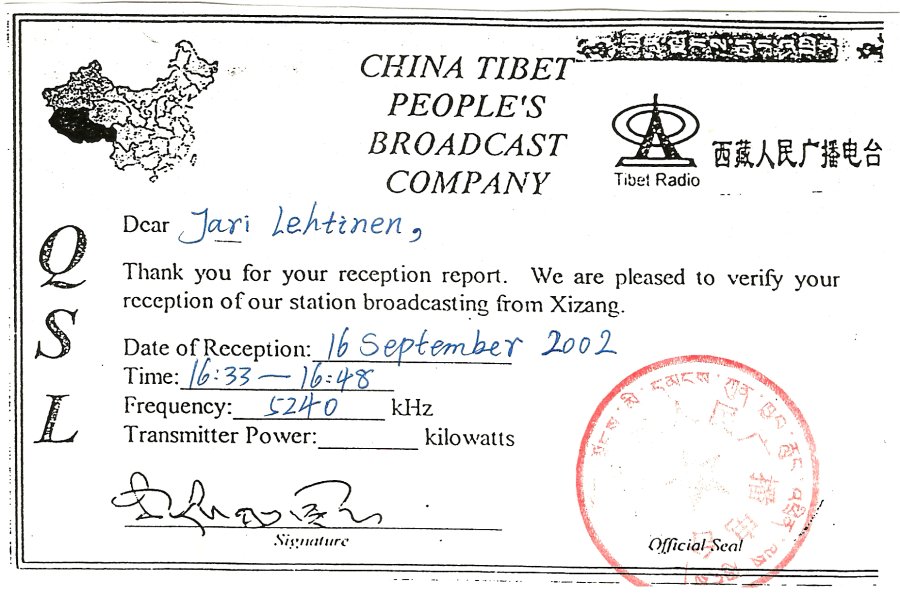 CHINA TIBET
PEOPLE'S
BROADCAST
COMPANY
Tibet Radio
西藏人民广播电台
QSL
Dear Jari Lehtinen,
Thank you for your reception report. We are pleased to verify your
reception of our station broadcasting from Xizang.
Date of Reception: 16 September 2002
Time: 16:33 — 16:48
Frequency: 5240 kHz
Transmitter Power: kilowatts
Signature
Official Seal